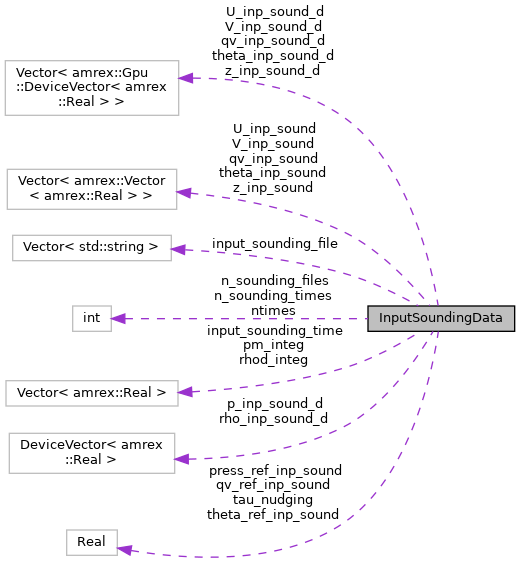 U_inp_sound_d
V_inp_sound_d
qv_inp_sound_d
theta_inp_sound_d
z_inp_sound_d
Vector< amrex::Gpu
::DeviceVector< amrex
::Real > >
U_inp_sound
V_inp_sound
qv_inp_sound
theta_inp_sound
z_inp_sound
Vector< amrex::Vector
< amrex::Real > >
Vector< std::string >
input_sounding_file
n_sounding_files
n_sounding_times
ntimes
int
InputSoundingData
input_sounding_time
pm_integ
rhod_integ
Vector< amrex::Real >
p_inp_sound_d
rho_inp_sound_d
DeviceVector< amrex
::Real >
press_ref_inp_sound
qv_ref_inp_sound
tau_nudging
theta_ref_inp_sound
Real